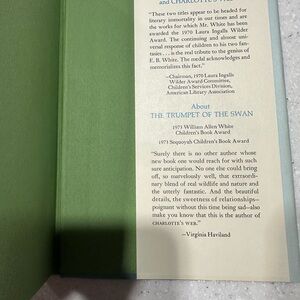 and CHARLOTTE'S WEB
"These two titles appear to be headed for
literary immortality in our times and are
the works for which Mr. White has been
awarded the 1970 Laura Ingalls Wilder
Award. The continuing and almost uni-
versal response of children to his two fan-
tasies . . . is the real tribute to the genius of
E. B. White. The medal acknowledges and
memorializes this fact."
—Chairman, 1970 Laura Ingalls
Wilder Award Committee,
Children's Services Division,
American Library Association
About
THE TRUMPET OF THE SWAN
1973 William Allen White
Children's Book Award
1973 Sequoyah Children's Book Award
"Surely there is no other author whose
new book one would reach for with such
sure anticipation. No one else could bring
off, so marvelously well, that extraordi-
nary blend of real wildlife and nature
and the utterly fantastic. And the beautiful
details, the sweetness of relationships—
poignant without this time being sad—also
make you know that this is the author of
CHARLOTTE'S WEB."
—Virginia Haviland